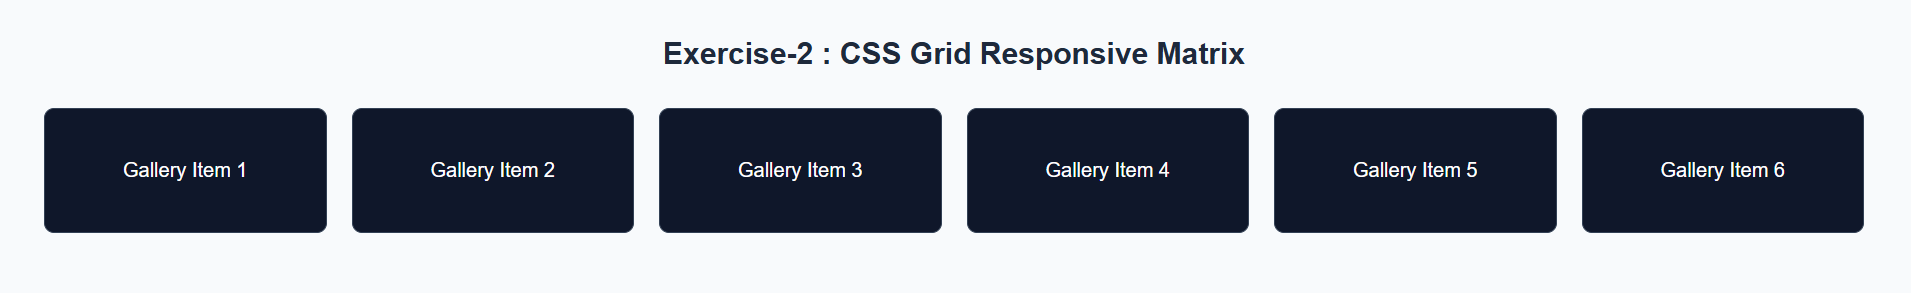 Exercise-2 : CSS Grid Responsive Matrix
Gallery Item 1
Gallery Item 2
Gallery Item 3
Gallery Item 4
Gallery Item 5
Gallery Item 6